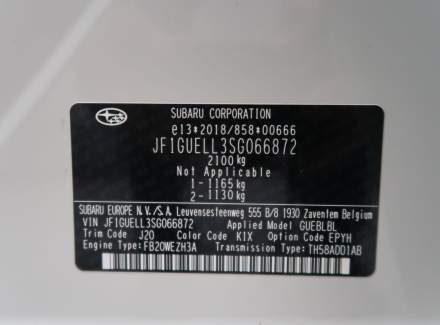 SUBARU CORPORATION
e13*2018/858*00666
JF1GUELL3SG066872
2100kg
Not Applicable
1 - 1165kg
2 - 1130kg
SUBARU EUROPE N.V./S.A. Leuvensesteenweg 555 B/8 1930 Zaventem Belgium
VIN JF1GUELL3SG066872 Applied Model GUEBLBL
Trim Code J20 Color Code K1X Option Code EPYH
Engine Type: FB20WEZH3A Transmission Type: TH58ADD1AB